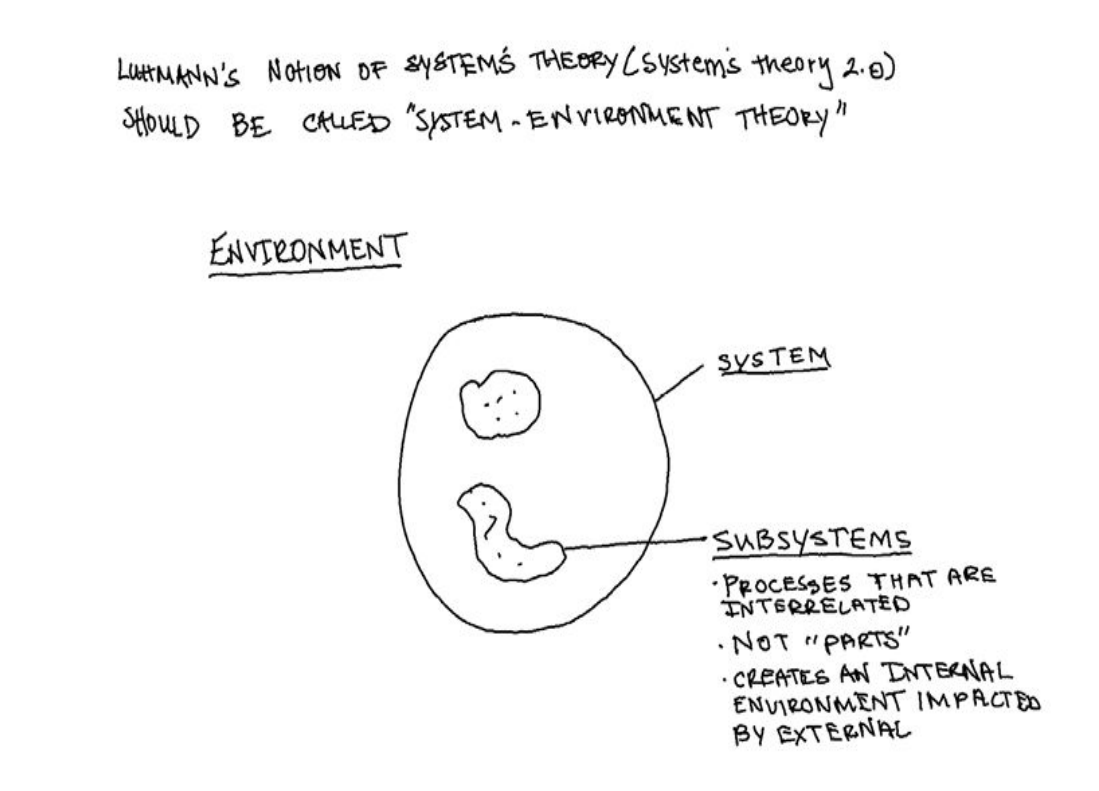 LUHMANN'S NOTION OF SYSTEM'S THEORY (system's theory 2.0)
SHOULD BE CALLED "SYSTEM-ENVIRONMENT THEORY"
ENVIRONMENT
SYSTEM
SUBSYSTEMS
· PROCESSES THAT ARE
INTERRELATED
· NOT "PARTS"
· CREATES AN INTERNAL
ENVIRONMENT IMPACTED
BY EXTERNAL